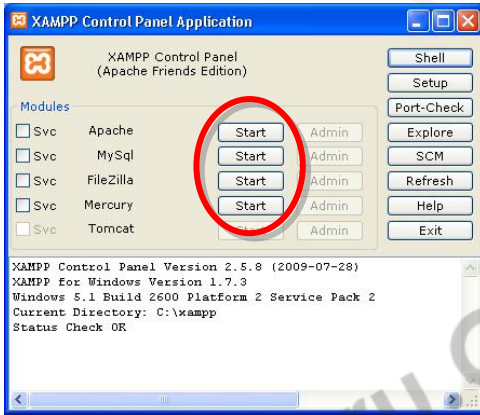 XAMPP Control Panel Application
XAMPP Control Panel
(Apache Friends Edition)
Shell
Setup
Modules
Port-Check
Svc Apache Start Admin Explore
Svc MySql Start Admin SCM
Svc FileZilla Start Admin Refresh
Svc Mercury Start Admin Help
Svc Tomcat Start Admin Exit
XAMPP Control Panel Version 2.5.8 (2009-07-28)
XAMPP for Windows Version 1.7.3
Windows 5.1 Build 2600 Platform 2 Service Pack 2
Current Directory: C:\xampp
Status Check OK